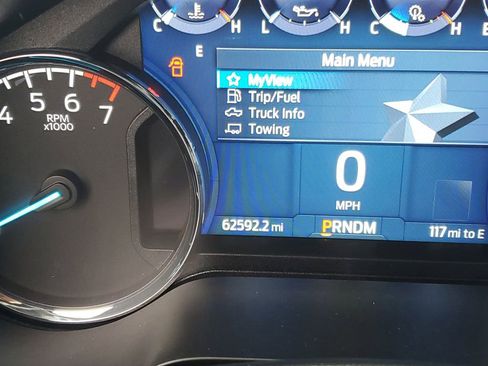 C H C H C
E
Main Menu
MyView
Trip/Fuel
Truck Info
Towing
4 5 6 7
RPM
x1000
0
MPH
62592.2 mi PRNDM 117 mi to E